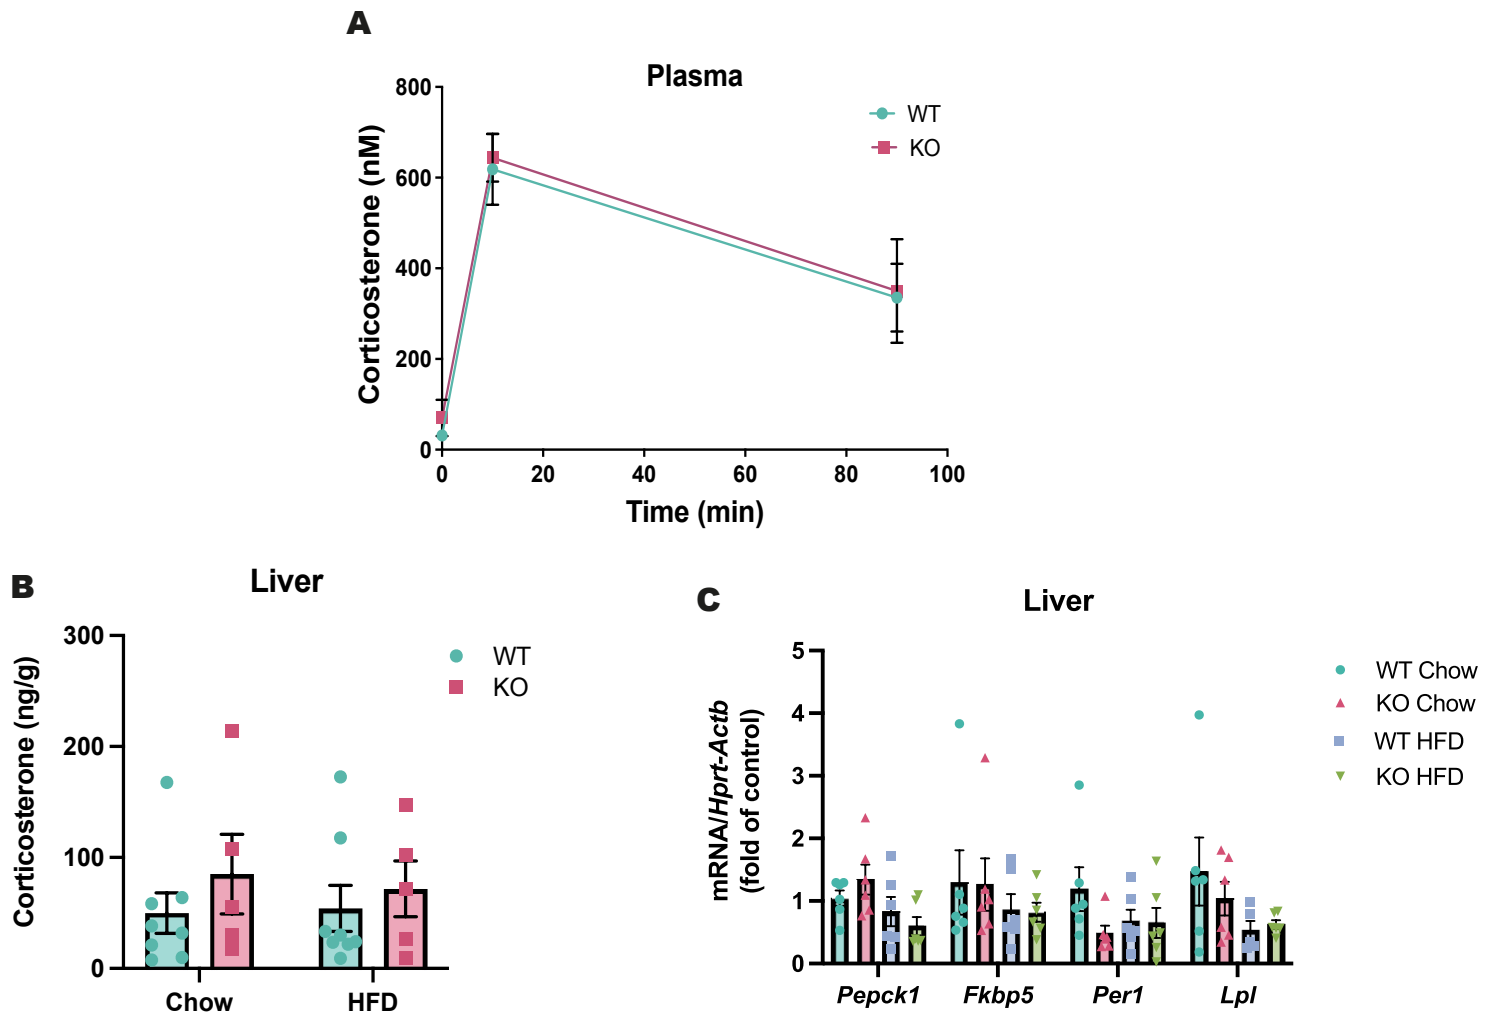 A
Plasma
800
600
400
200
0
Corticosterone (nM)
WT
KO
0 20 40 60 80 100
Time (min)
B
Liver
300
200
100
0
Corticosterone (ng/g)
WT
KO
Chow HFD
C
Liver
5
4
3
2
1
0
mRNA/Hprt-Actb
(fold of control)
WT Chow
KO Chow
WT HFD
KO HFD
Pepck1 Fkbp5 Per1 Lpl